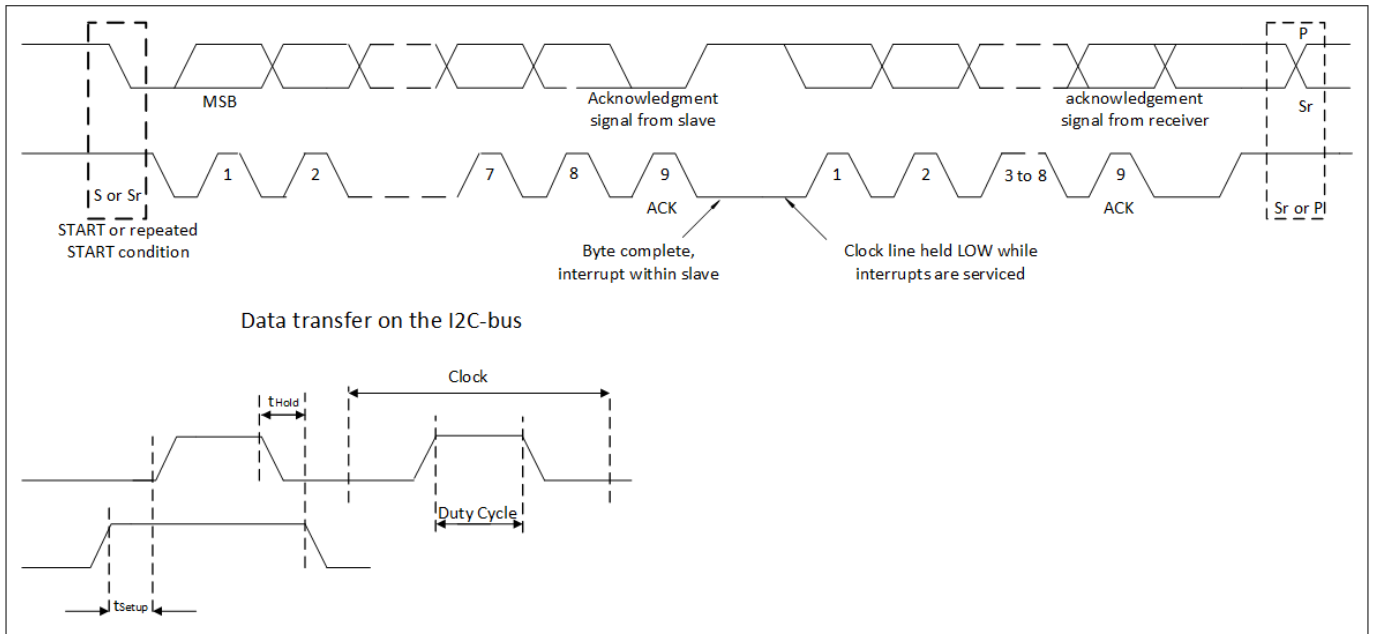 P
MSB
Acknowledgment
signal from slave
acknowledgement
signal from receiver
Sr
1
2
7
8
9
1
2
3 to 8
9
S or Sr
ACK
ACK
Sr or P
START or repeated
START condition
Byte complete,
interrupt within slave
Clock line held LOW while
interrupts are serviced
Data transfer on the I2C-bus
Clock
tHold
Duty Cycle
tSetup